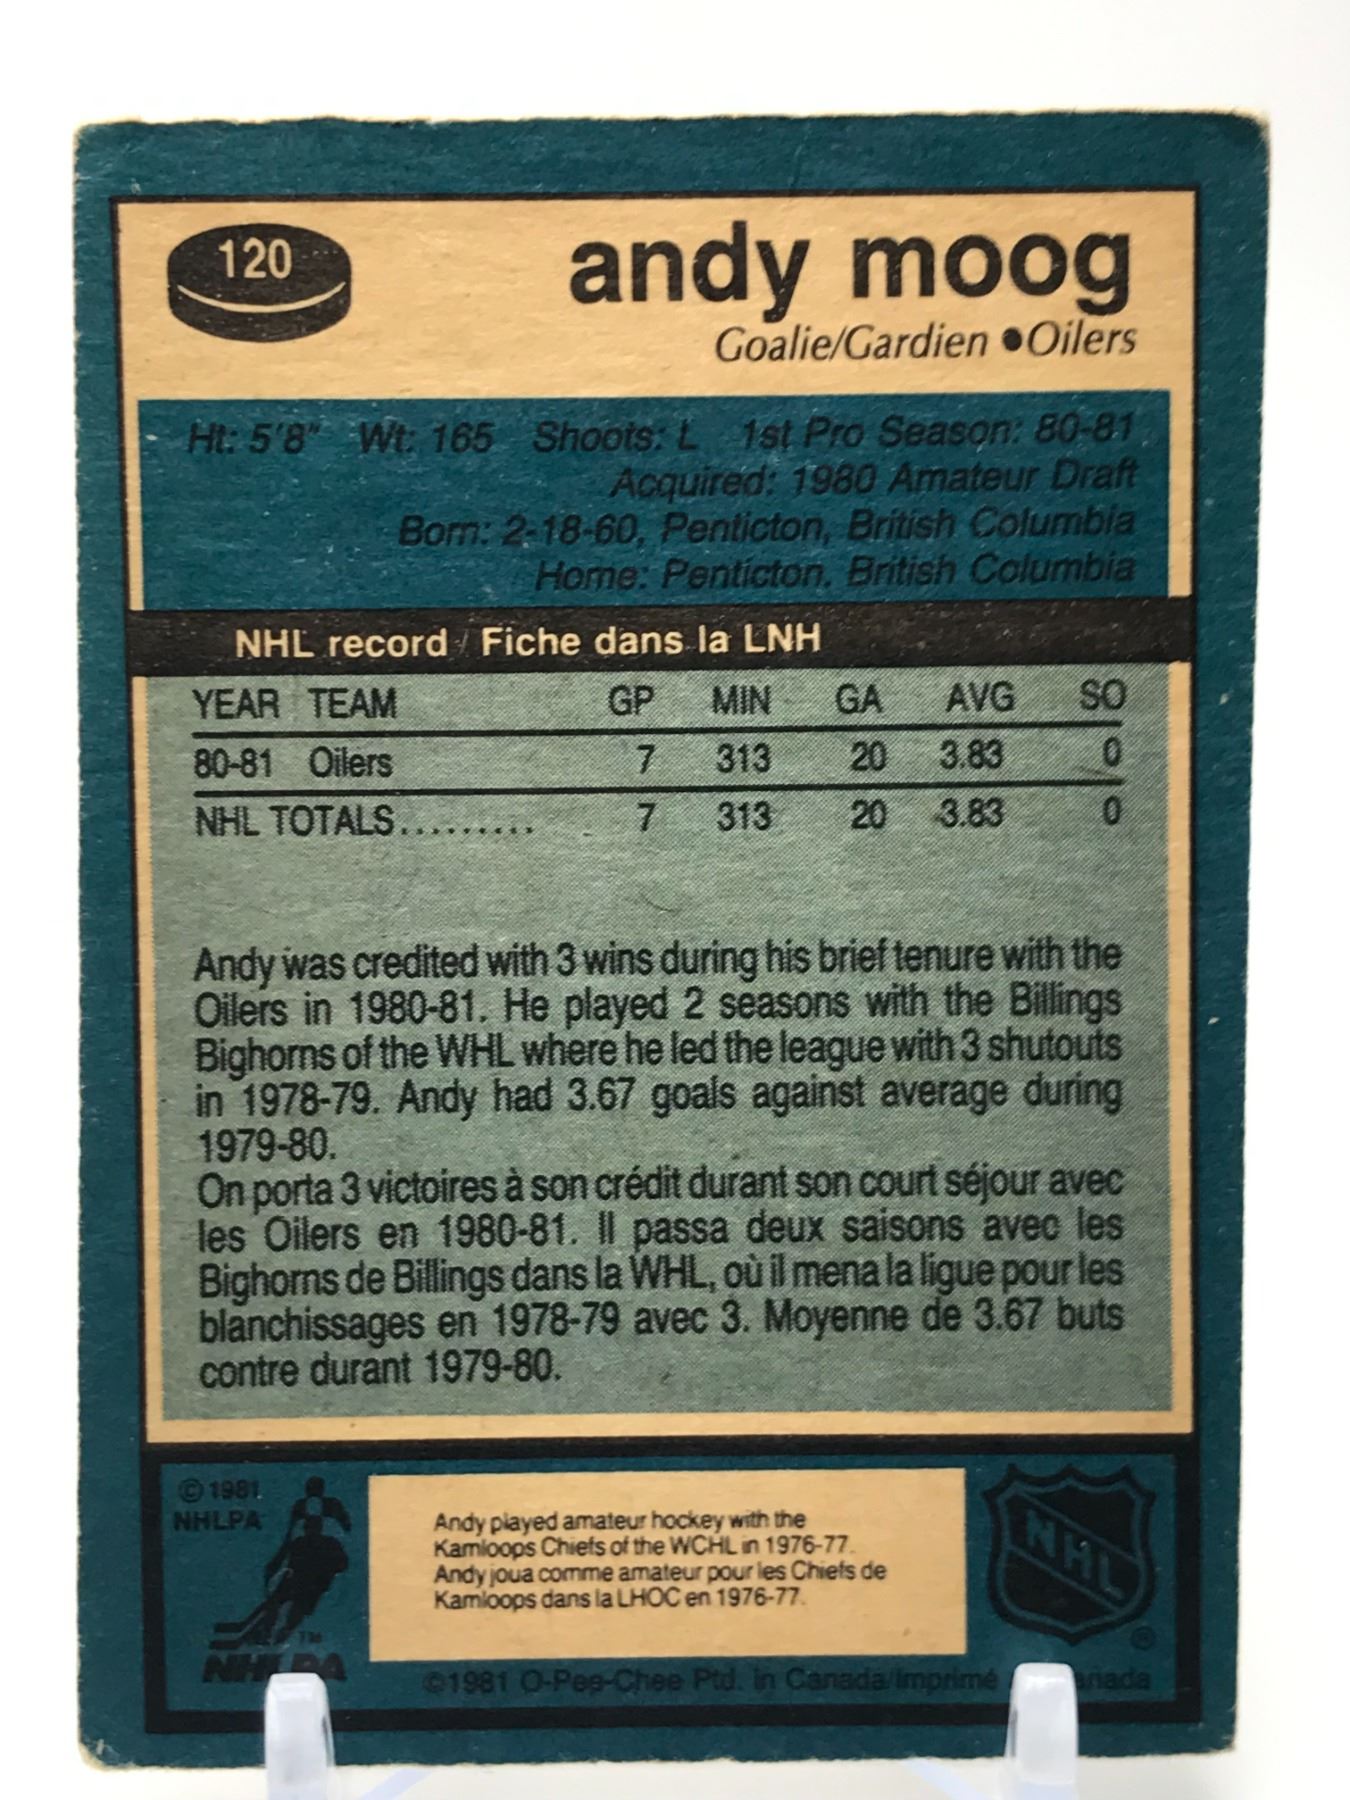 120
andy moog
Goalie/Gardien ●Oilers
Ht: 5'8" Wt: 165 Shoots: L 1st Pro Season: 80-81
Acquired: 1980 Amateur Draft
Born: 2-18-60, Penticton, British Columbia
Home: Penticton, British Columbia
NHL record / Fiche dans la LNH
YEAR TEAM GP MIN GA AVG SO
80-81 Oilers 7 313 20 3.83 0
NHL TOTALS......... 7 313 20 3.83 0
Andy was credited with 3 wins during his brief tenure with the
Oilers in 1980-81. He played 2 seasons with the Billings
Bighorns of the WHL where he led the league with 3 shutouts
in 1978-79. Andy had 3.67 goals against average during
1979-80.
On porta 3 victoires à son crédit durant son court séjour avec
les Oilers en 1980-81. Il passa deux saisons avec les
Bighorns de Billings dans la WHL, où il mena la ligue pour les
blanchissages en 1978-79 avec 3. Moyenne de 3.67 buts
contre durant 1979-80.
© 1981
NHLPA
TM
NHLPA
Andy played amateur hockey with the
Kamloops Chiefs of the WCHL in 1976-77.
Andy joua comme amateur pour les Chiefs de
Kamloops dans la LHOC en 1976-77.
NHL
®
©1981 O-Pee-Chee Ptd. in Canada/Imprimé